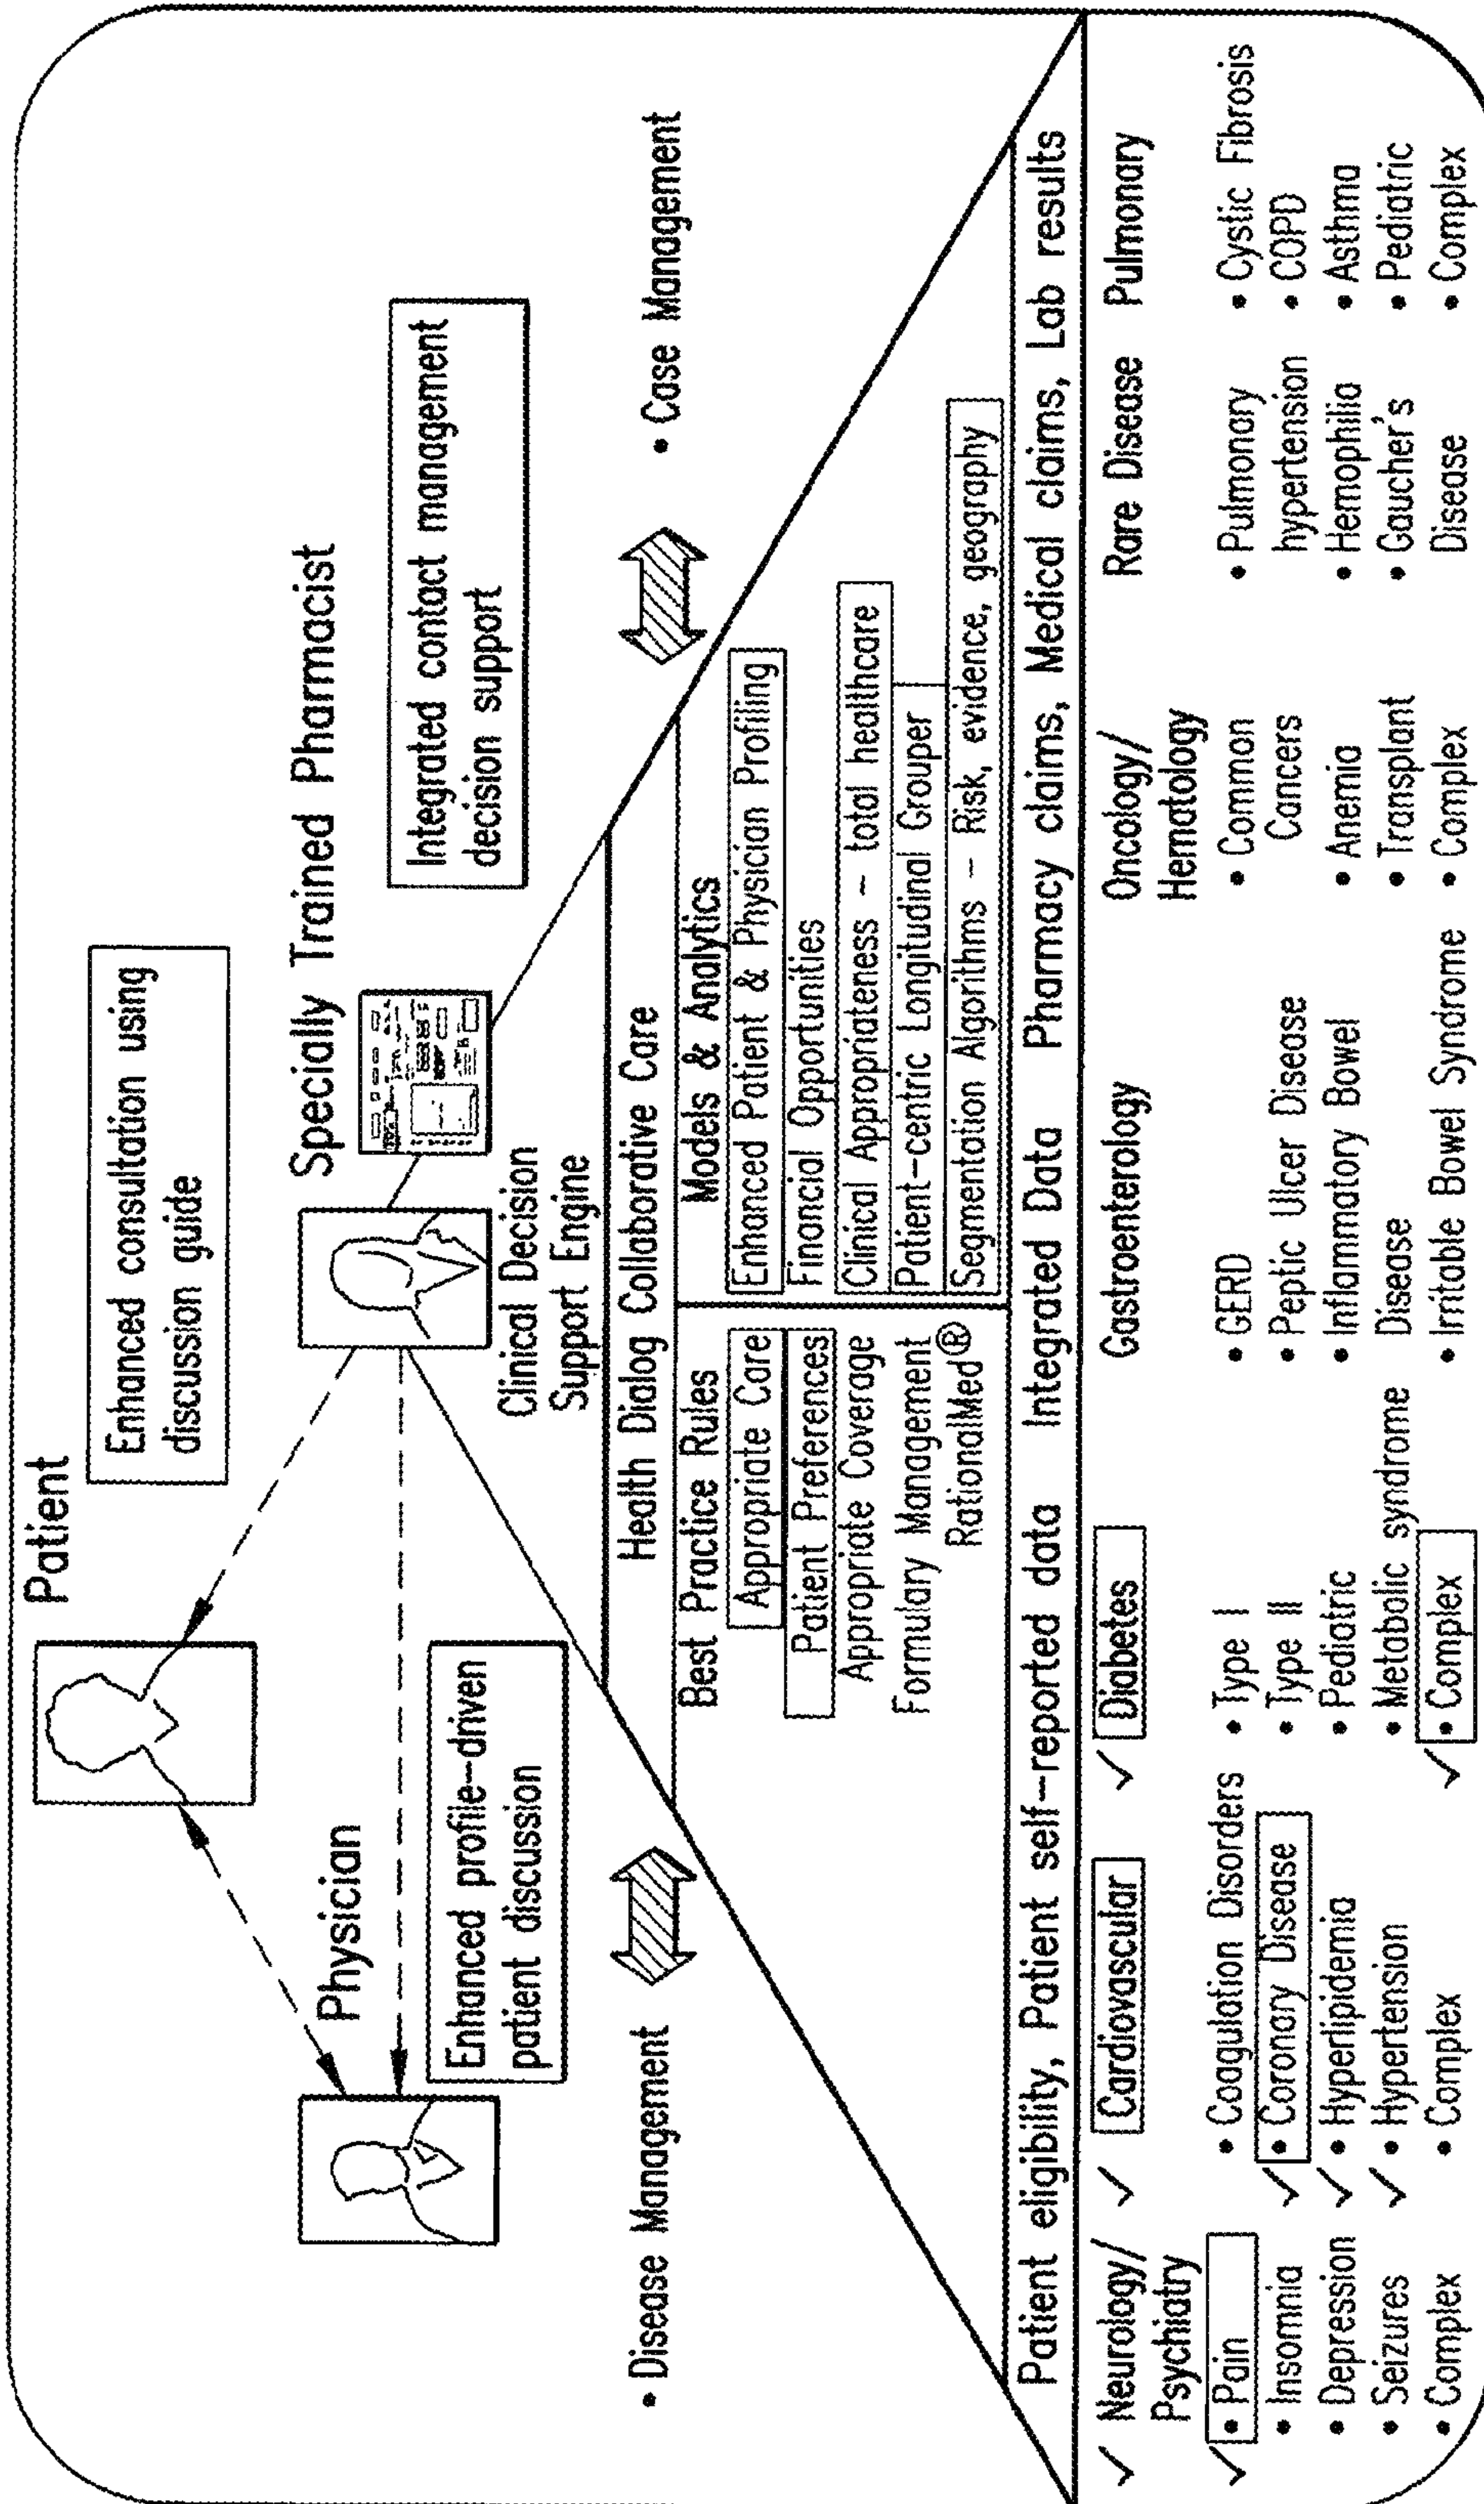 Patient
Enhanced consultation using
discussion guide
Physician
Specially Trained Pharmacist
Enhanced profile-driven
patient discussion
Integrated contact management
decision support
Clinical Decision
Support Engine
• Disease Management
• Case Management
Health Dialog Collaborative Care
Best Practice Rules
Appropriate Care
Patient Preferences
Appropriate Coverage
Formulary Management
RationalMed®
Models & Analytics
Enhanced Patient & Physician Profiling
Financial Opportunities
Clinical Appropriateness - total healthcare
Patient-centric Longitudinal Grouper
Segmentation Algorithms - Risk, evidence, geography
Patient eligibility, Patient self-reported data Integrated Data Pharmacy claims, Medical claims, Lab results
✓ Neurology/
Psychiatry
✓ • Pain
• Insomnia
• Depression
• Seizures
• Complex
✓ Cardiovascular
• Coagulation Disorders
✓ • Coronary Disease
✓ • Hyperlipidemia
✓ • Hypertension
• Complex
✓ Diabetes
• Type I
• Type II
• Pediatric
• Metabolic syndrome
✓ • Complex
Gastroenterology
• GERD
• Peptic Ulcer Disease
• Inflammatory Bowel
Disease
• Irritable Bowel Syndrome
Oncology/
Hematology
• Common
Cancers
• Anemia
• Transplant
• Complex
Rare Disease
• Pulmonary
hypertension
• Hemophilia
• Gaucher's
Disease
Pulmonary
• Cystic Fibrosis
• COPD
• Asthma
• Pediatric
• Complex